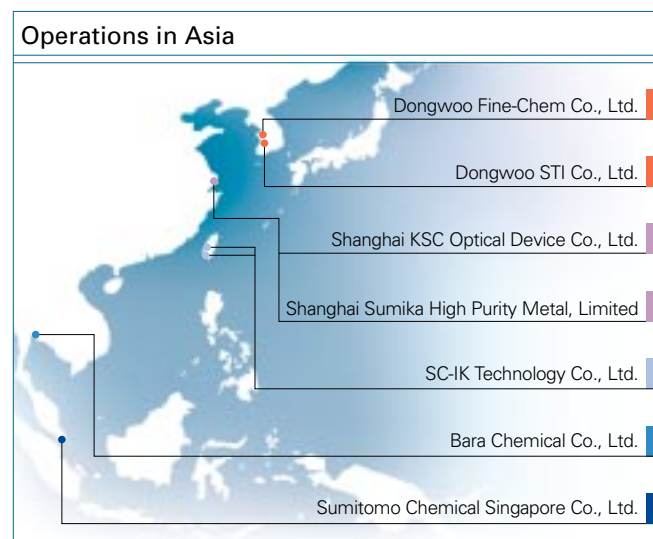 Operations in Asia
Dongwoo Fine-Chem Co., Ltd.
Dongwoo STI Co., Ltd.
Shanghai KSC Optical Device Co., Ltd.
Shanghai Sumika High Purity Metal, Limited
SC-IK Technology Co., Ltd.
Bara Chemical Co., Ltd.
Sumitomo Chemical Singapore Co., Ltd.